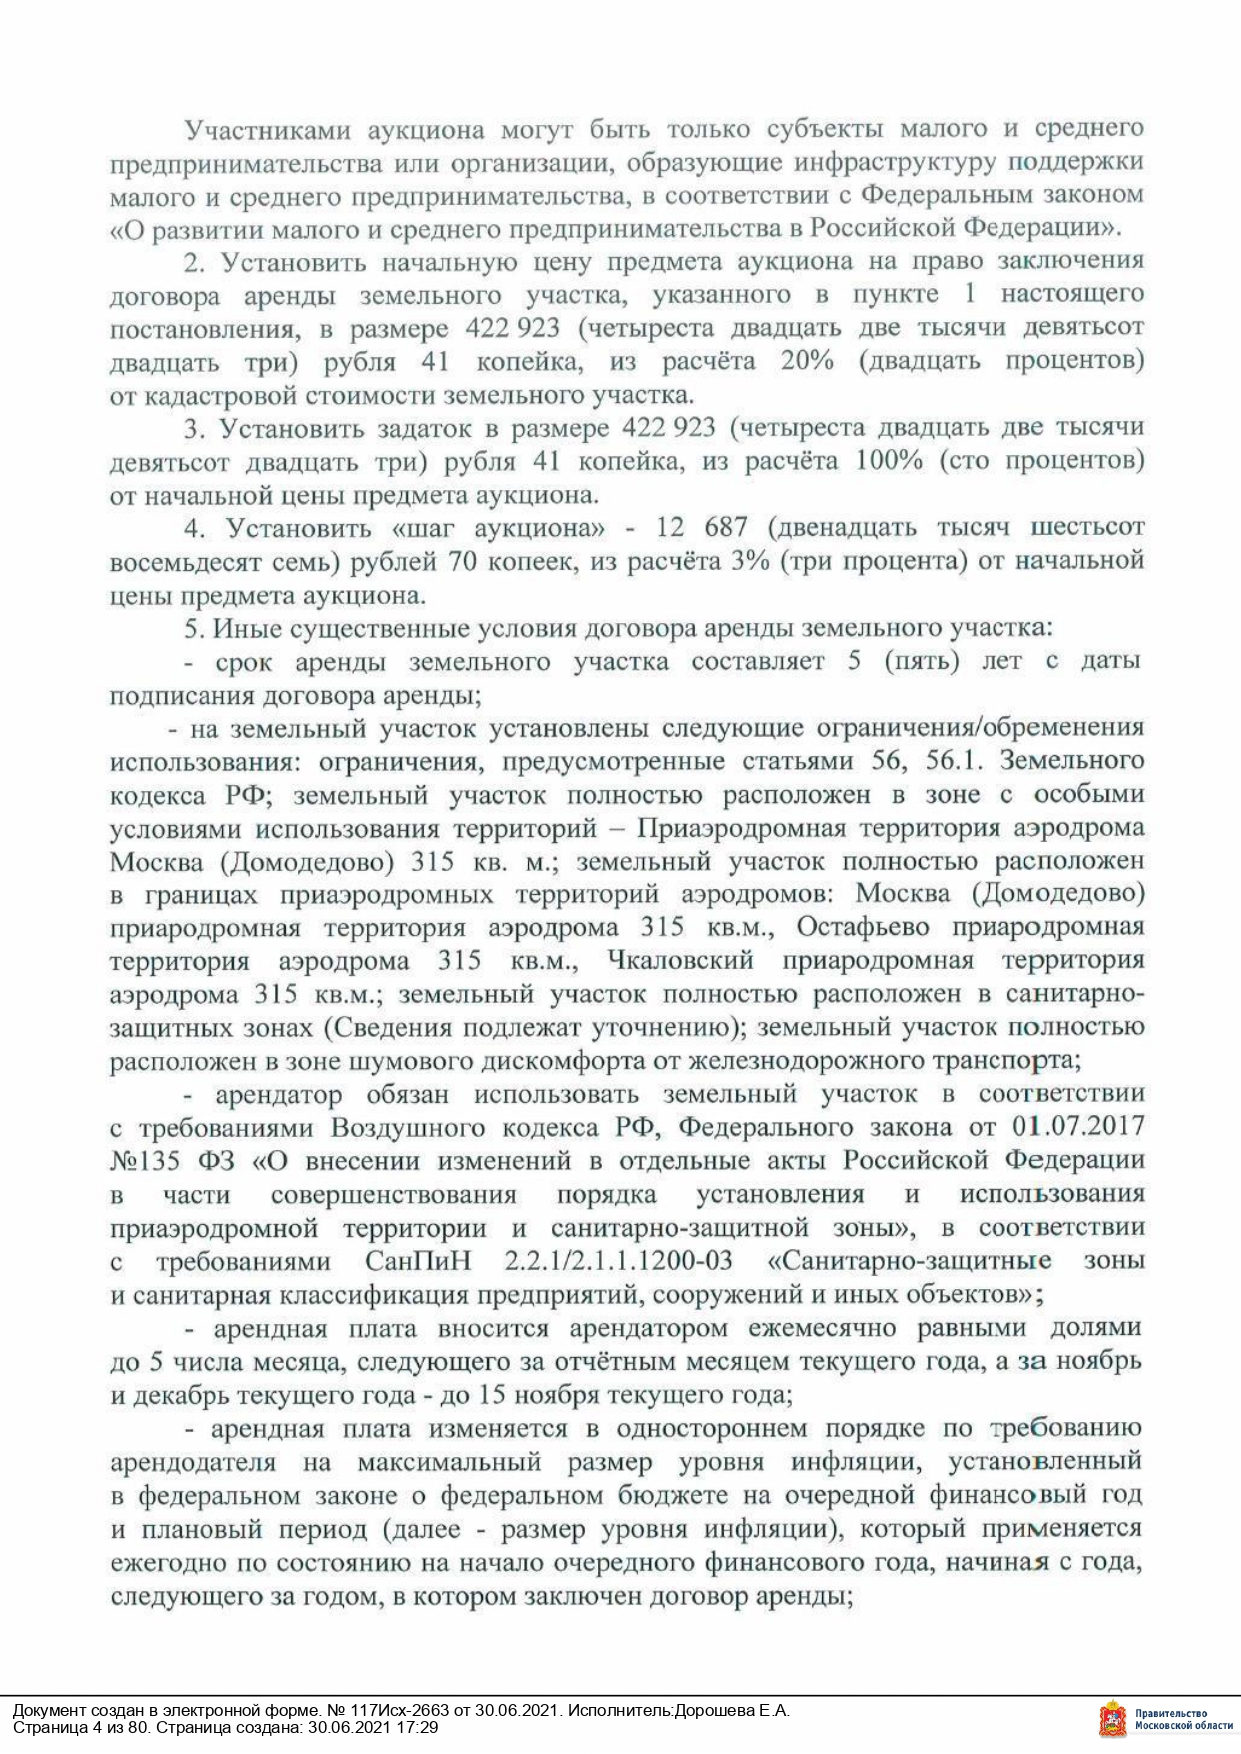 Участниками аукциона могут быть только субъекты малого и среднего
предпринимательства или организации, образующие инфраструктуру поддержки
малого и среднего предпринимательства, в соответствии с Федеральным законом
«О развитии малого и среднего предпринимательства в Российской Федерации».
2. Установить начальную цену предмета аукциона на право заключения
договора аренды земельного участка, указанного в пункте 1 настоящего
постановления, в размере 422 923 (четыреста двадцать две тысячи девятьсот
двадцать три) рубля 41 копейка, из расчёта 20% (двадцать процентов)
от кадастровой стоимости земельного участка.
3. Установить задаток в размере 422 923 (четыреста двадцать две тысячи
девятьсот двадцать три) рубля 41 копейка, из расчёта 100% (сто процентов)
от начальной цены предмета аукциона.
4. Установить «шаг аукциона» - 12 687 (двенадцать тысяч шестьсот
восемьдесят семь) рублей 70 копеек, из расчёта 3% (три процента) от начальной
цены предмета аукциона.
5. Иные существенные условия договора аренды земельного участка:
- срок аренды земельного участка составляет 5 (пять) лет с даты
подписания договора аренды;
- на земельный участок установлены следующие ограничения/обременения
использования: ограничения, предусмотренные статьями 56, 56.1. Земельного
кодекса РФ; земельный участок полностью расположен в зоне с особыми
условиями использования территорий – Приаэродромная территория аэродрома
Москва (Домодедово) 315 кв. м.; земельный участок полностью расположен
в границах приаэродромных территорий аэродромов: Москва (Домодедово)
приародромная территория аэродрома 315 кв.м., Остафьево приародромная
территория аэродрома 315 кв.м., Чкаловский приародромная территория
аэродрома 315 кв.м.; земельный участок полностью расположен в санитарно-
защитных зонах (Сведения подлежат уточнению); земельный участок полностью
расположен в зоне шумового дискомфорта от железнодорожного транспорта;
- арендатор обязан использовать земельный участок в соответствии
с требованиями Воздушного кодекса РФ, Федерального закона от 01.07.2017
№135 ФЗ «О внесении изменений в отдельные акты Российской Федерации
в части совершенствования порядка установления и использования
приаэродромной территории и санитарно-защитной зоны», в соответствии
с требованиями СанПиН 2.2.1/2.1.1.1200-03 «Санитарно-защитные зоны
и санитарная классификация предприятий, сооружений и иных объектов»;
- арендная плата вносится арендатором ежемесячно равными долями
до 5 числа месяца, следующего за отчётным месяцем текущего года, а за ноябрь
и декабрь текущего года - до 15 ноября текущего года;
- арендная плата изменяется в одностороннем порядке по требованию
арендодателя на максимальный размер уровня инфляции, установленный
в федеральном законе о федеральном бюджете на очередной финансовый год
и плановый период (далее - размер уровня инфляции), который применяется
ежегодно по состоянию на начало очередного финансового года, начиная с года,
следующего за годом, в котором заключен договор аренды;
Документ создан в электронной форме. № 117Исх-2663 от 30.06.2021. Исполнитель:Дорошева Е.А.
Страница 4 из 80. Страница создана: 30.06.2021 17:29
Правительство
Московской области